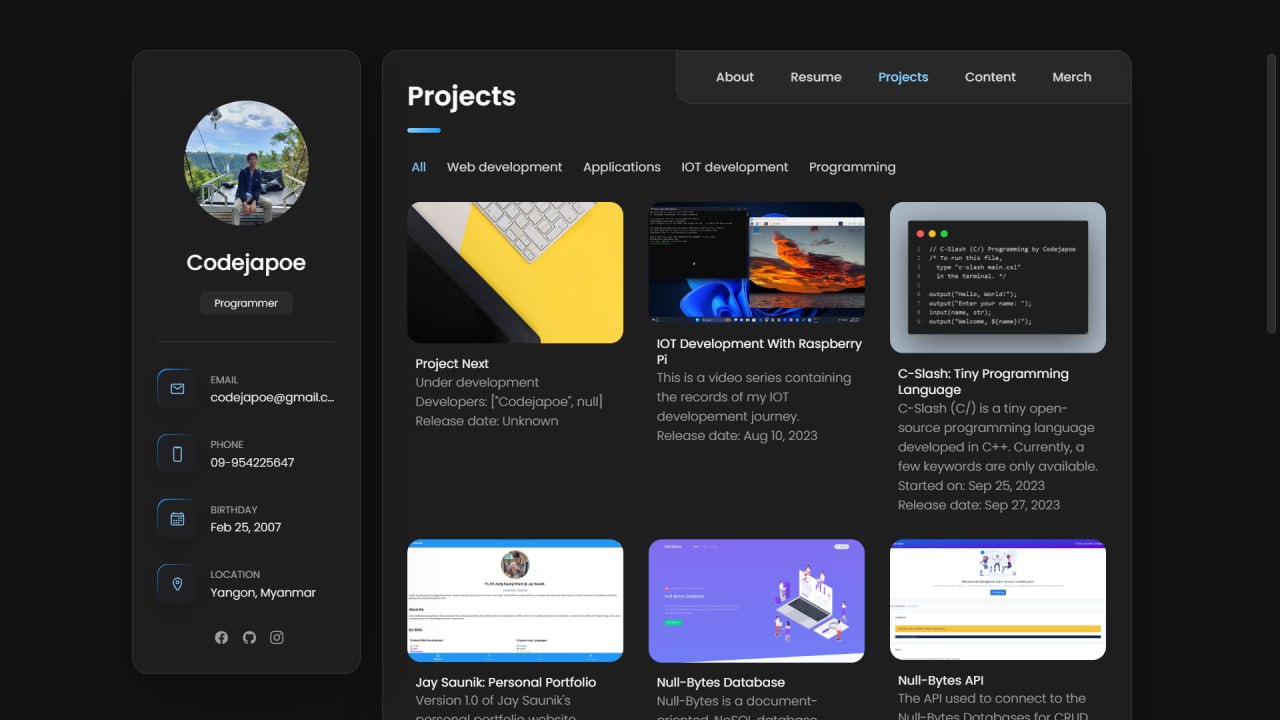 Codejapoe
Programmer
EMAIL
codejapoe@gmail.c...
PHONE
09-954225647
BIRTHDAY
Feb 25, 2007
LOCATION
Yangon, Myanmar
About Resume Projects Content Merch
Projects
All Web development Applications IOT development Programming
Project Next
Under development
Developers: ["Codejapoe", null]
Release date: Unknown
IOT Development With Raspberry
Pi
This is a video series containing
the records of my IOT
developement journey.
Release date: Aug 10, 2023
1 // C-Slash (C/) Programming by Codejapoe
2 /* To run this file,
3 type "c-slash main.csl"
4 in the terminal. */
5
6 output("Hello, World!");
7 output("Enter your name: ");
8 input(name, str);
9 output("Welcome, ${name}!");
C-Slash: Tiny Programming
Language
C-Slash (C/) is a tiny open-
source programming language
developed in C++. Currently, a
few keywords are only available.
Started on: Sep 25, 2023
Release date: Sep 27, 2023
Jay Saunik: Personal Portfolio
Version 1.0 of Jay Saunik's
personal portfolio website
Null-Bytes
Null-Bytes Database
Null-Bytes Database
Null-Bytes is a document-
oriented, NoSQL database
Null-Bytes API
The API used to connect to the
Null-Bytes Databases for CRUD